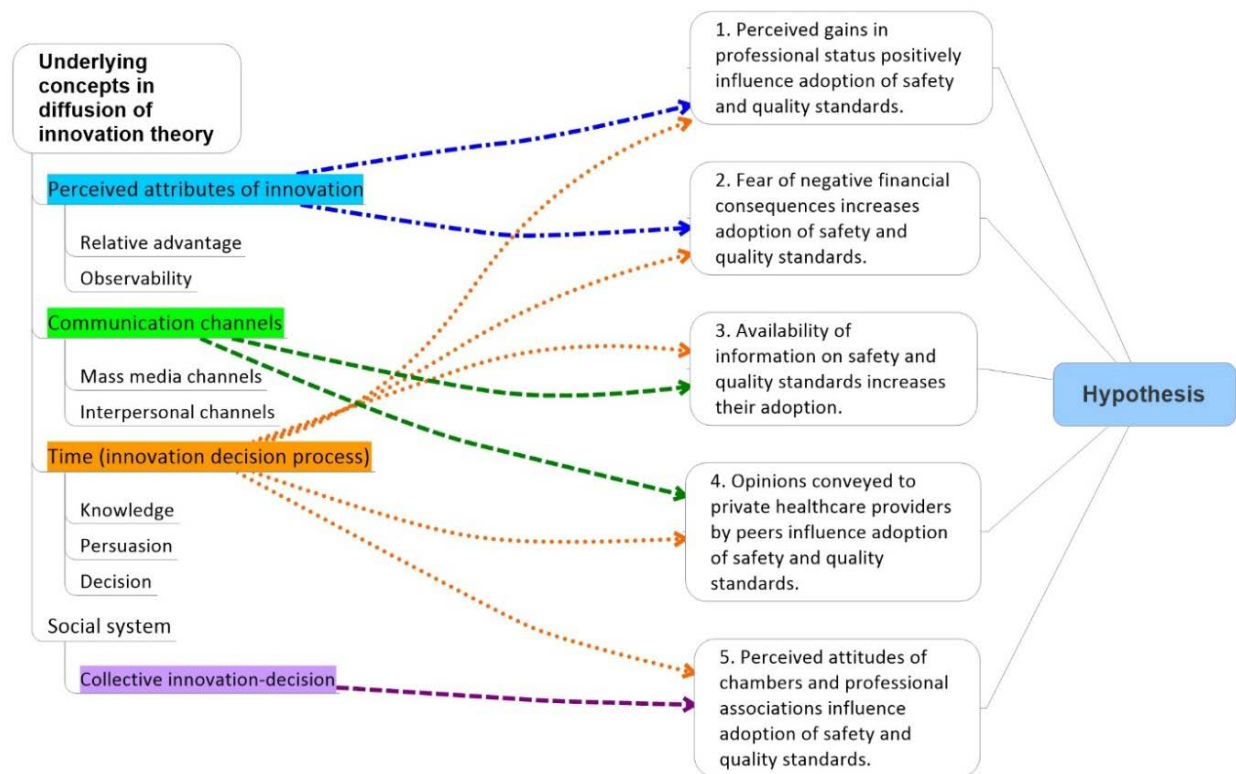 Underlying
concepts in
diffusion of
innovation theory
Perceived attributes of innovation
Relative advantage
Observability
Communication channels
Mass media channels
Interpersonal channels
Time (innovation decision process)
Knowledge
Persuasion
Decision
Social system
Collective innovation-decision
1. Perceived gains in
professional status positively
influence adoption of safety
and quality standards.
2. Fear of negative financial
consequences increases
adoption of safety and
quality standards.
3. Availability of
information on safety and
quality standards increases
their adoption.
4. Opinions conveyed to
private healthcare providers
by peers influence adoption
of safety and quality
standards.
5. Perceived attitudes of
chambers and professional
associations influence
adoption of safety and
quality standards.
Hypothesis